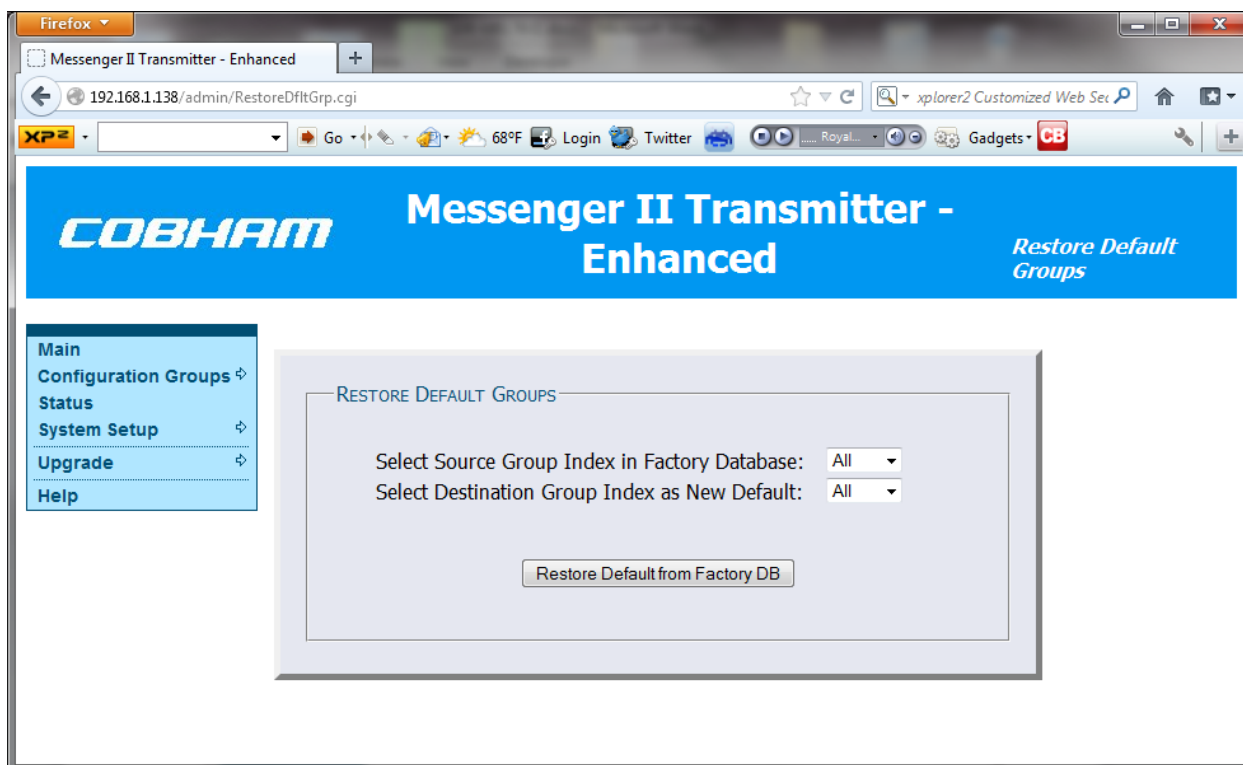 Firefox
Messenger II Transmitter - Enhanced
192.168.1.138/admin/RestoreDfltGrp.cgi
xplorer2 Customized Web Sec
XP2
Go
68°F
Login
Twitter
..... Royal...
Gadgets
CB
COBHAM
Messenger II Transmitter -
Enhanced
Restore Default
Groups
Main
Configuration Groups
Status
System Setup
Upgrade
Help
RESTORE DEFAULT GROUPS
Select Source Group Index in Factory Database: All
Select Destination Group Index as New Default: All
Restore Default from Factory DB